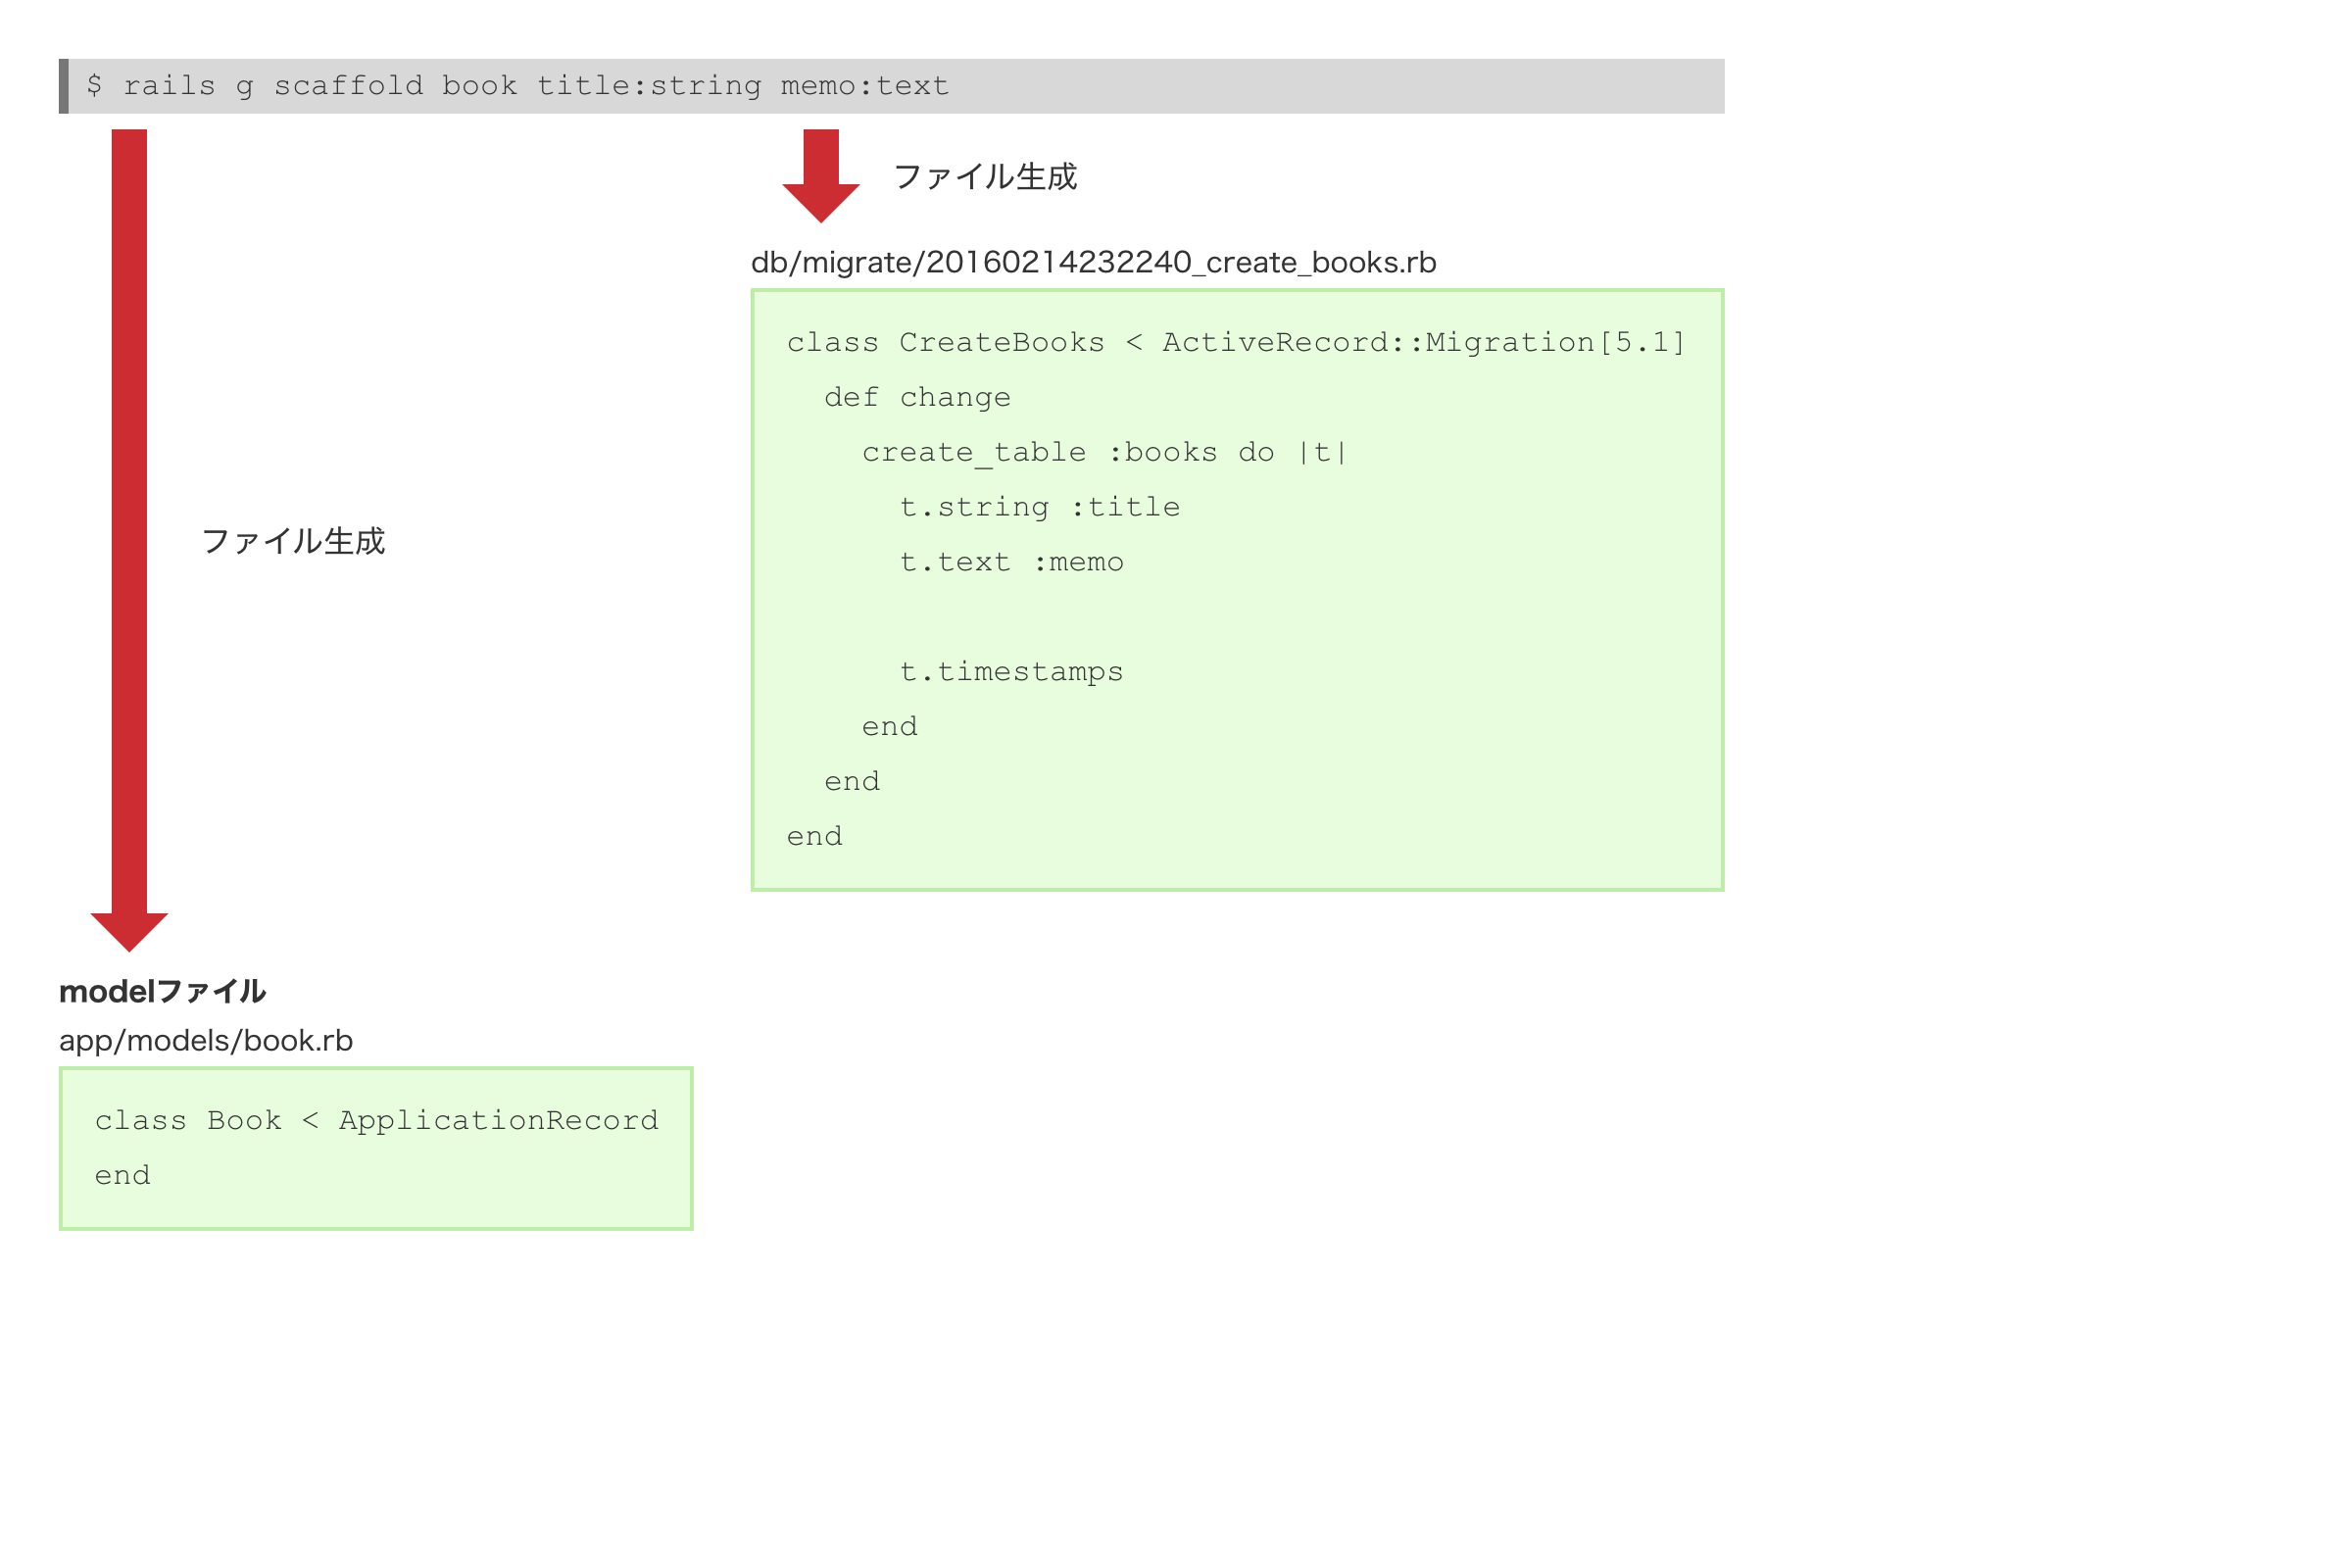 $ rails g scaffold book title:string memo:text
ファイル生成
db/migrate/20160214232240_create_books.rb
class CreateBooks < ActiveRecord::Migration[5.1]
  def change
    create_table :books do |t|
      t.string :title
      t.text :memo

      t.timestamps
    end
  end
end
ファイル生成
modelファイル
app/models/book.rb
class Book < ApplicationRecord
end